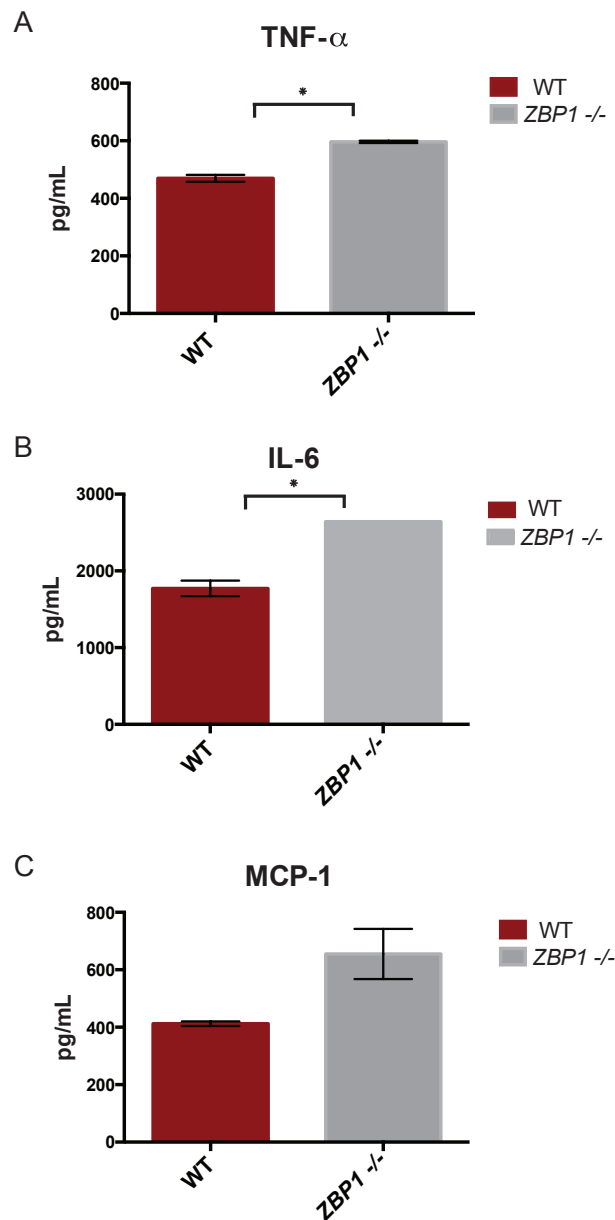 A
TNF-α
800
600
400
200
0
pg/mL
*
WT
ZBP1 -/-
WT
ZBP1 -/-
B
IL-6
3000
2000
1000
0
pg/mL
*
WT
ZBP1 -/-
WT
ZBP1 -/-
C
MCP-1
800
600
400
200
0
pg/mL
WT
ZBP1 -/-
WT
ZBP1 -/-